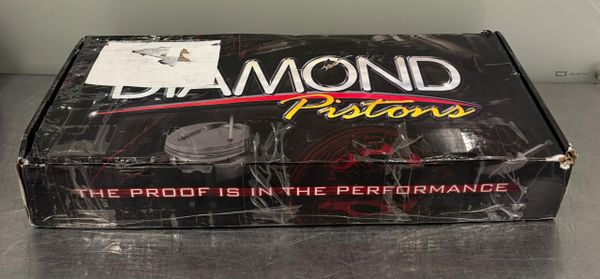 DIAMOND
Pistons
THE PROOF IS IN THE PERFORMANCE